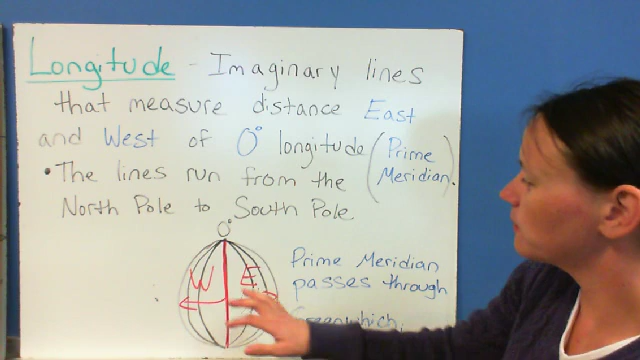 Longitude - Imaginary lines
that measure distance East
and West of 0° longitude (Prime
Meridian.)
• The lines run from the
North Pole to South Pole
0°
W E
Prime Meridian
passes through
Greenwhich,